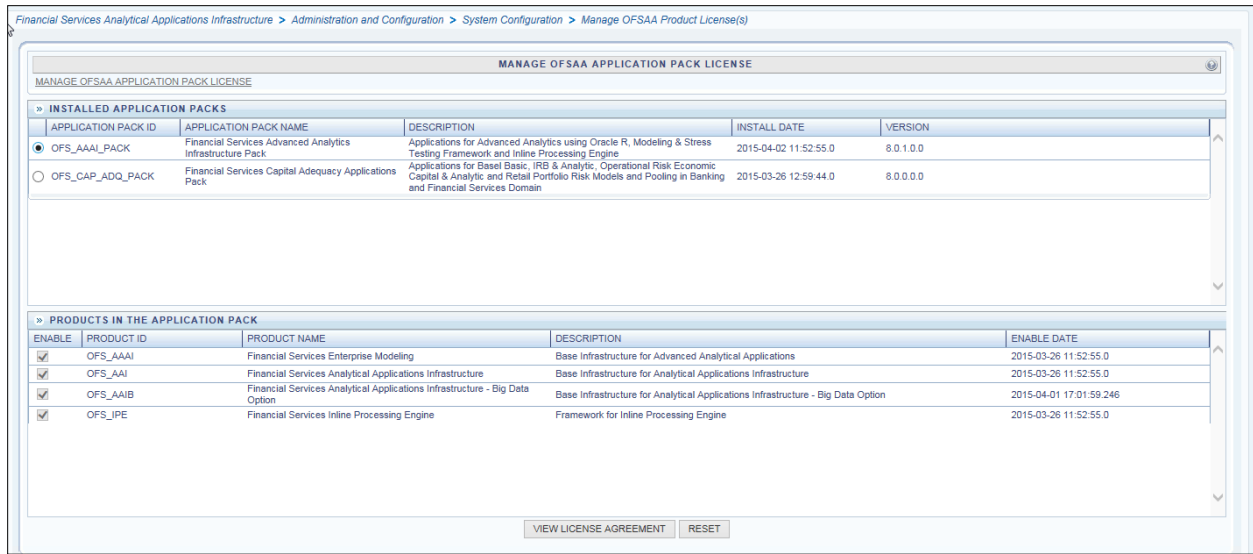 Financial Services Analytical Applications Infrastructure > Administration and Configuration > System Configuration > Manage OFSAA Product License(s)
MANAGE OFSAA APPLICATION PACK LICENSE
MANAGE OFSAA APPLICATION PACK LICENSE
» INSTALLED APPLICATION PACKS
APPLICATION PACK ID APPLICATION PACK NAME DESCRIPTION INSTALL DATE VERSION
OFS_AAAI_PACK Financial Services Advanced Analytics Infrastructure Pack Applications for Advanced Analytics using Oracle R, Modeling & Stress Testing Framework and Inline Processing Engine 2015-04-02 11:52:55.0 8.0.1.0.0
OFS_CAP_ADQ_PACK Financial Services Capital Adequacy Applications Pack Applications for Basel Basic, IRB & Analytic, Operational Risk Economic Capital & Analytic and Retail Portfolio Risk Models and Pooling in Banking and Financial Services Domain 2015-03-26 12:59:44.0 8.0.0.0.0
» PRODUCTS IN THE APPLICATION PACK
ENABLE PRODUCT ID PRODUCT NAME DESCRIPTION ENABLE DATE
OFS_AAAI Financial Services Enterprise Modeling Base Infrastructure for Advanced Analytical Applications 2015-03-26 11:52:55.0
OFS_AAI Financial Services Analytical Applications Infrastructure Base Infrastructure for Analytical Applications Infrastructure 2015-03-26 11:52:55.0
OFS_AAIB Financial Services Analytical Applications Infrastructure - Big Data Option Base Infrastructure for Analytical Applications Infrastructure - Big Data Option 2015-04-01 17:01:59.246
OFS_IPE Financial Services Inline Processing Engine Framework for Inline Processing Engine 2015-03-26 11:52:55.0
VIEW LICENSE AGREEMENT RESET